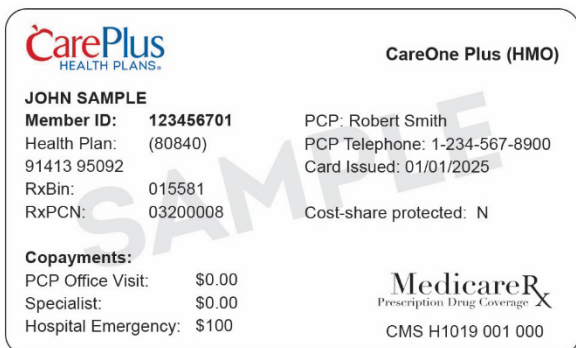 CarePlus
HEALTH PLANS®
CareOne Plus (HMO)
JOHN SAMPLE
Member ID: 123456701
Health Plan: (80840)
91413 95092
RxBin: 015581
RxPCN: 03200008
PCP: Robert Smith
PCP Telephone: 1-234-567-8900
Card Issued: 01/01/2025
Cost-share protected: N
SAMPLE
Copayments:
PCP Office Visit: $0.00
Specialist: $0.00
Hospital Emergency: $100
MedicareRx
Prescription Drug Coverage
CMS H1019 001 000